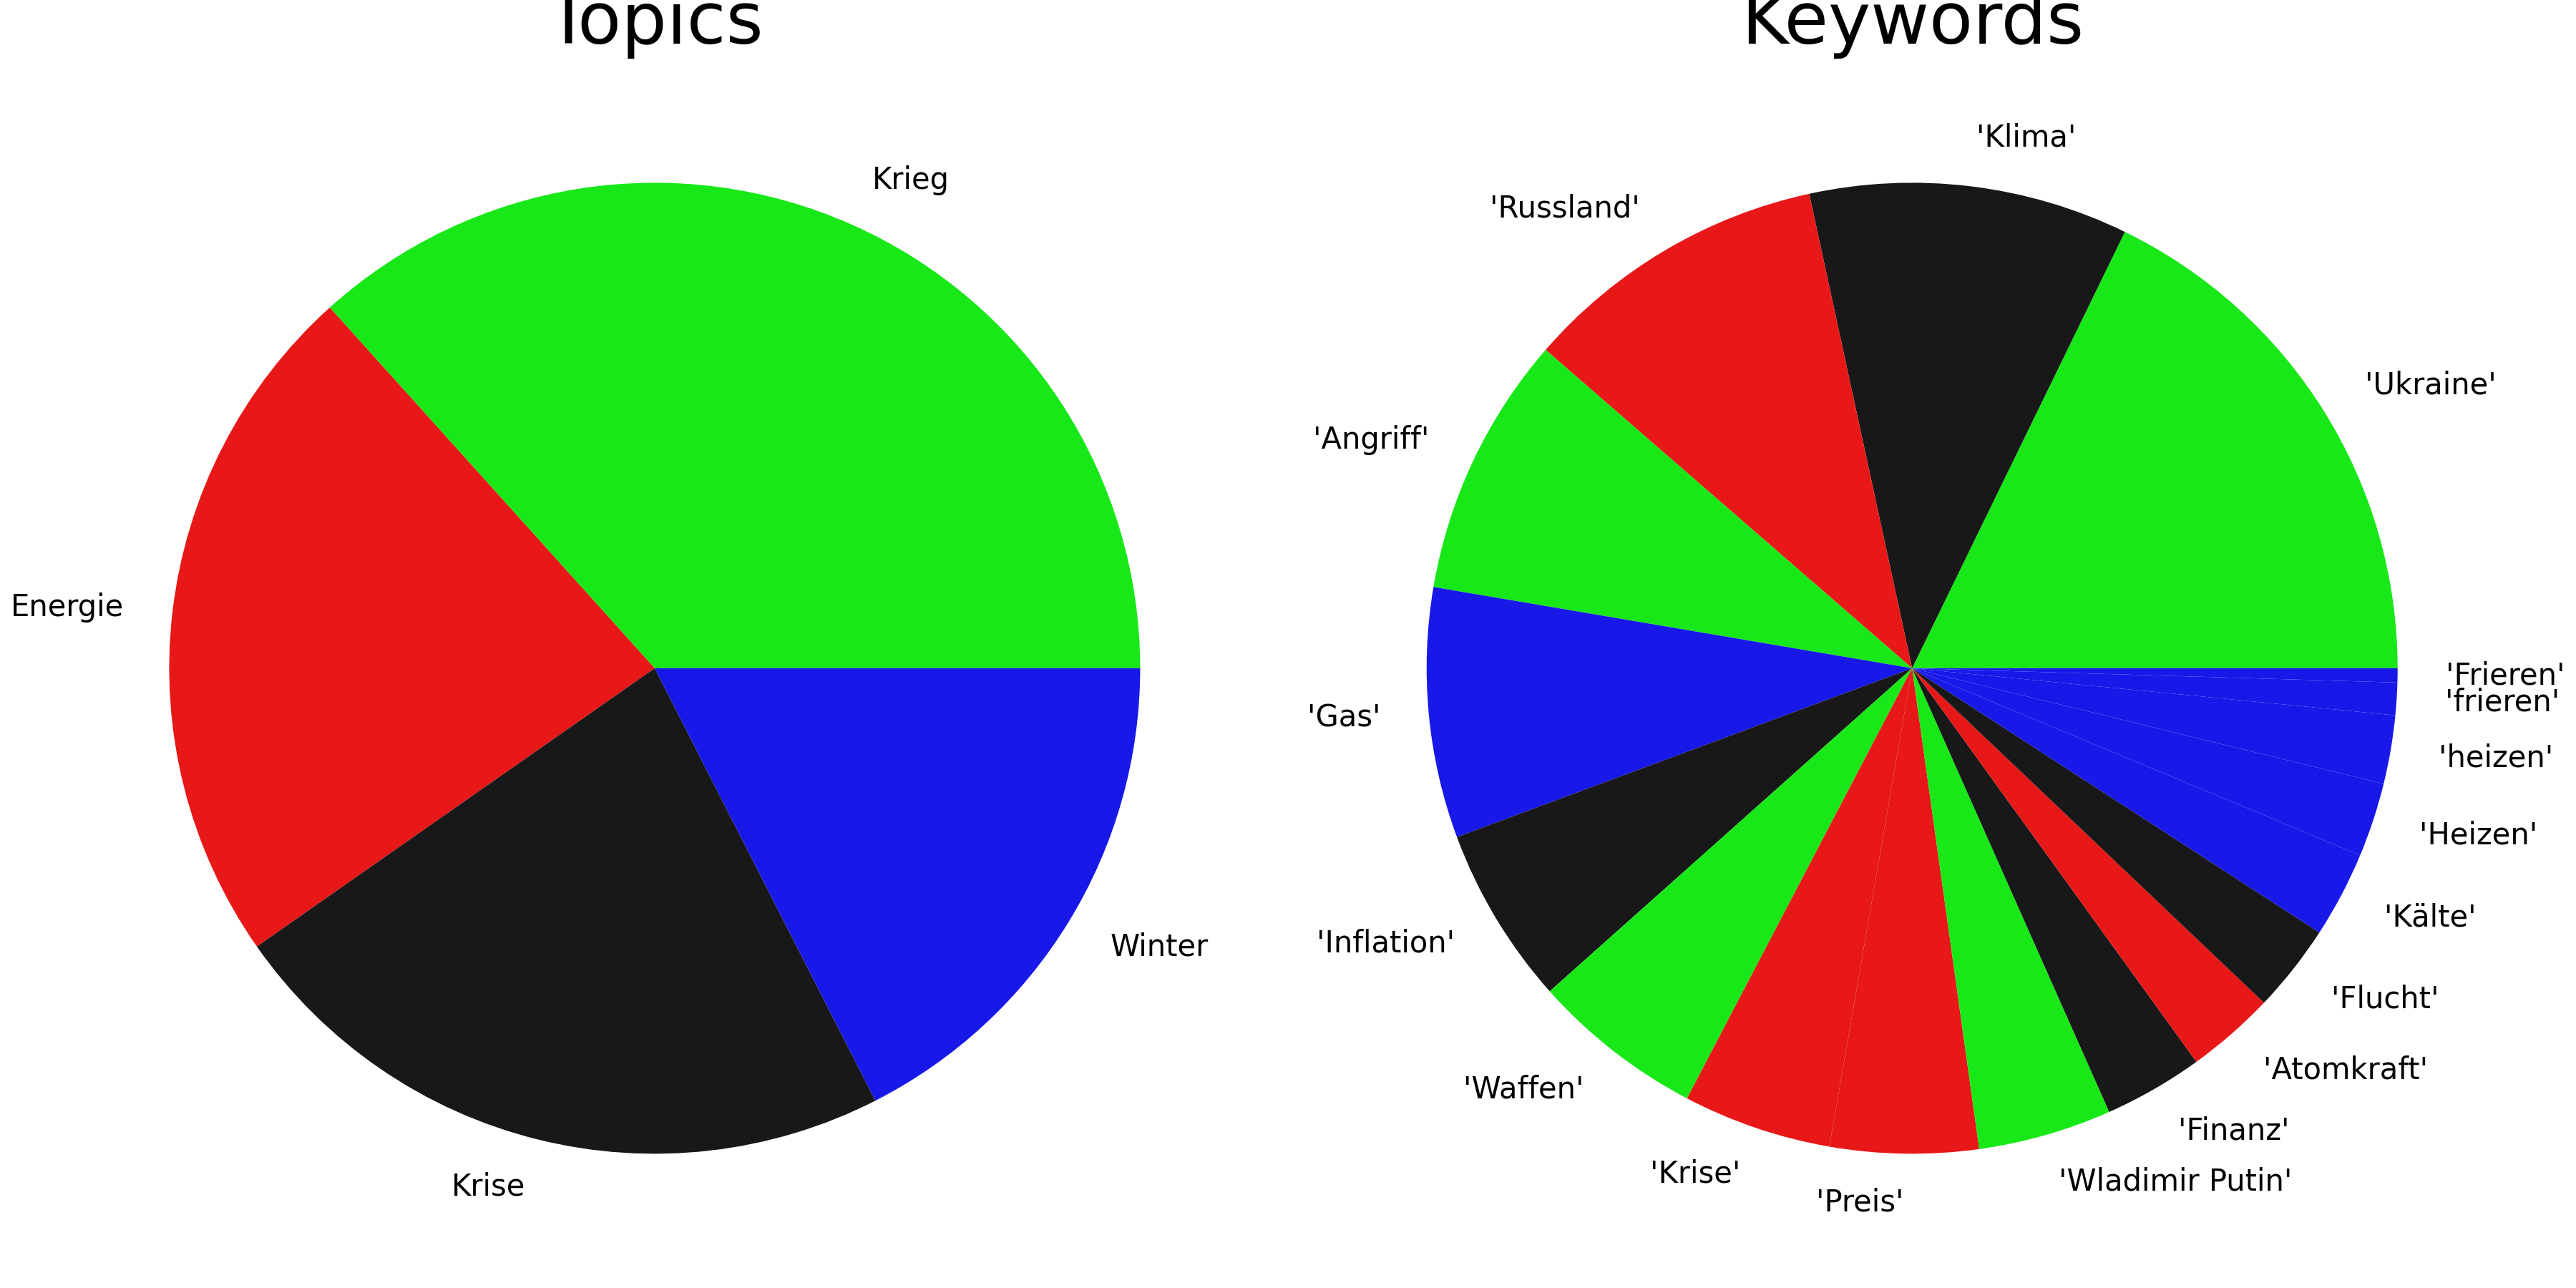 Topics
Krieg
Energie
Krise
Winter
Keywords
'Klima'
'Russland'
'Ukraine'
'Angriff'
'Gas'
'Inflation'
'Waffen'
'Krise'
'Preis'
'Wladimir Putin'
'Finanz'
'Atomkraft'
'Flucht'
'Kälte'
'Heizen'
'heizen'
'frieren'
'Frieren'